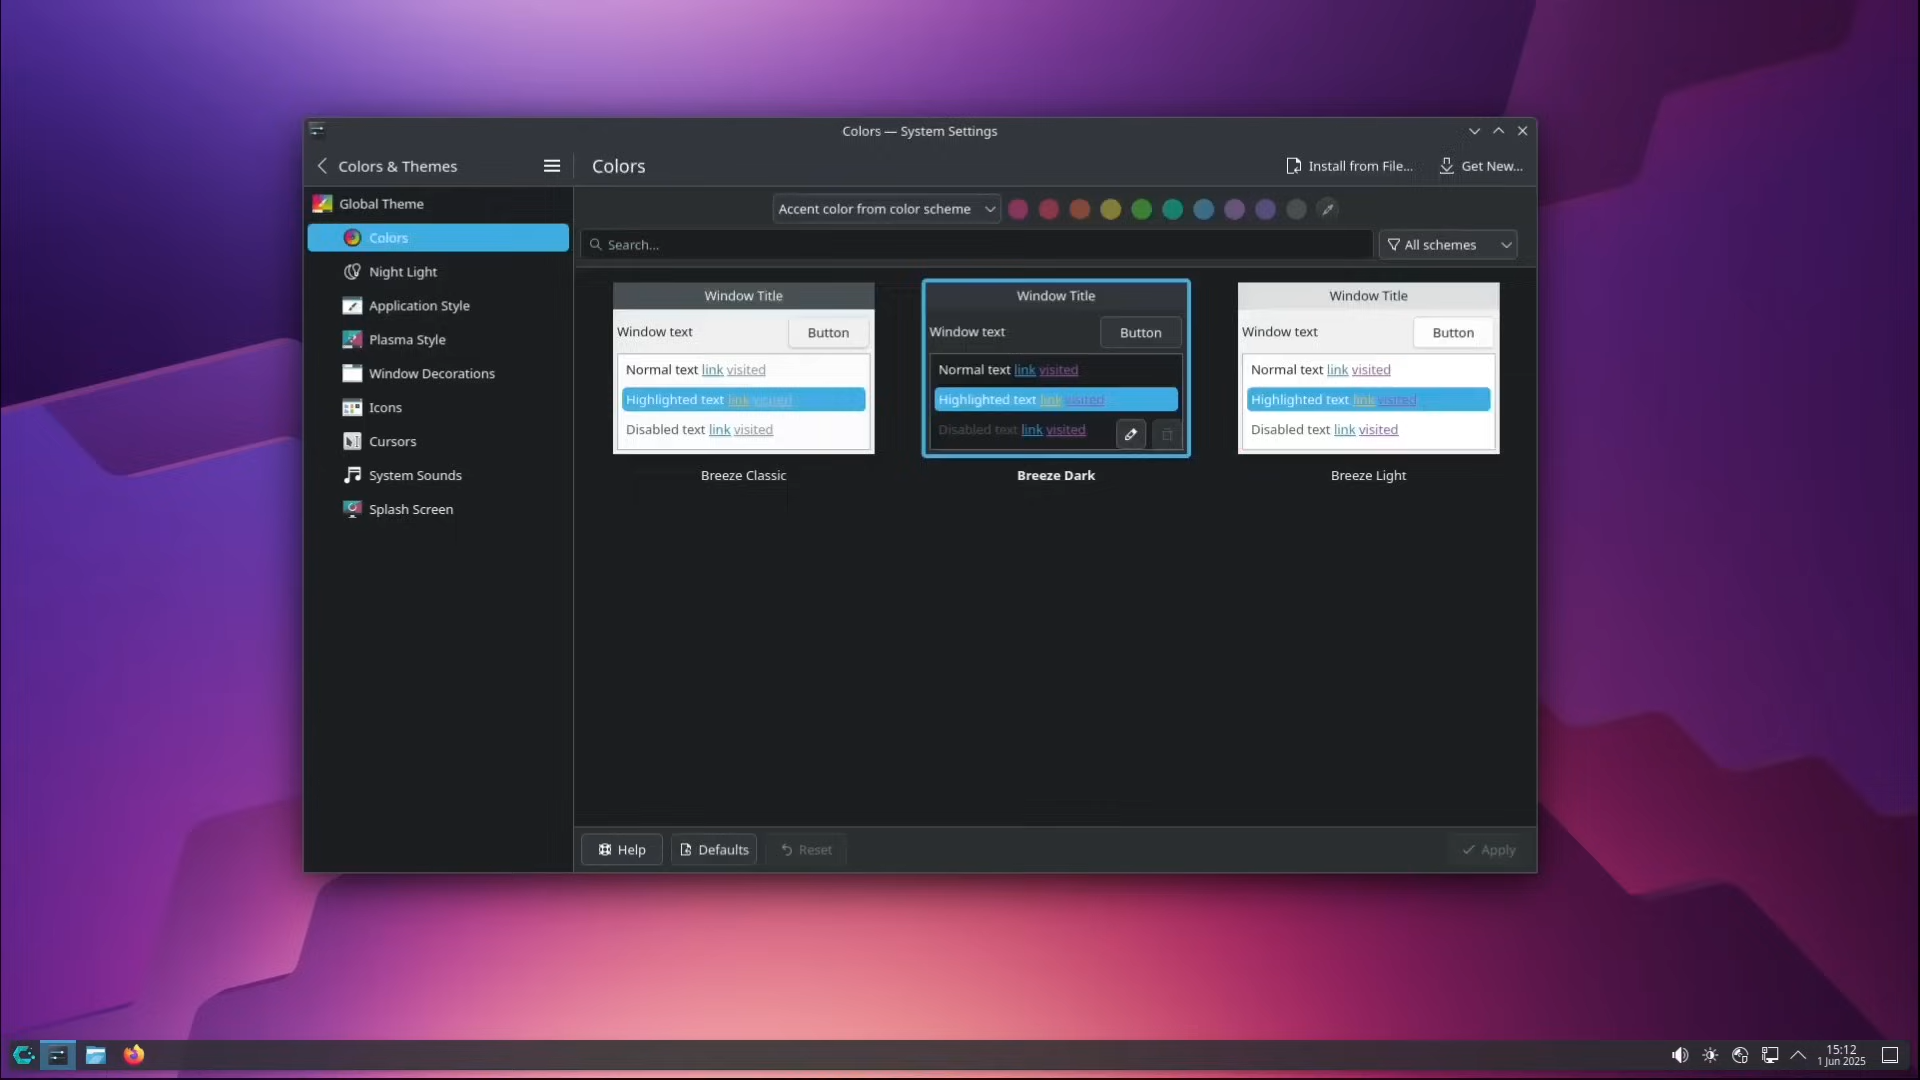 Colors — System Settings
Colors & Themes
Colors
Install from File...
Get New...
Global Theme
Colors
Night Light
Application Style
Plasma Style
Window Decorations
Icons
Cursors
System Sounds
Splash Screen
Accent color from color scheme
Search...
All schemes
Window Title
Window text
Button
Normal text link visited
Highlighted text link visited
Disabled text link visited
Breeze Classic
Window Title
Window text
Button
Normal text link visited
Highlighted text link visited
Disabled text link visited
Breeze Dark
Window Title
Window text
Button
Normal text link visited
Highlighted text link visited
Disabled text link visited
Breeze Light
Help
Defaults
Reset
Apply
15:12
1 Jun 2025